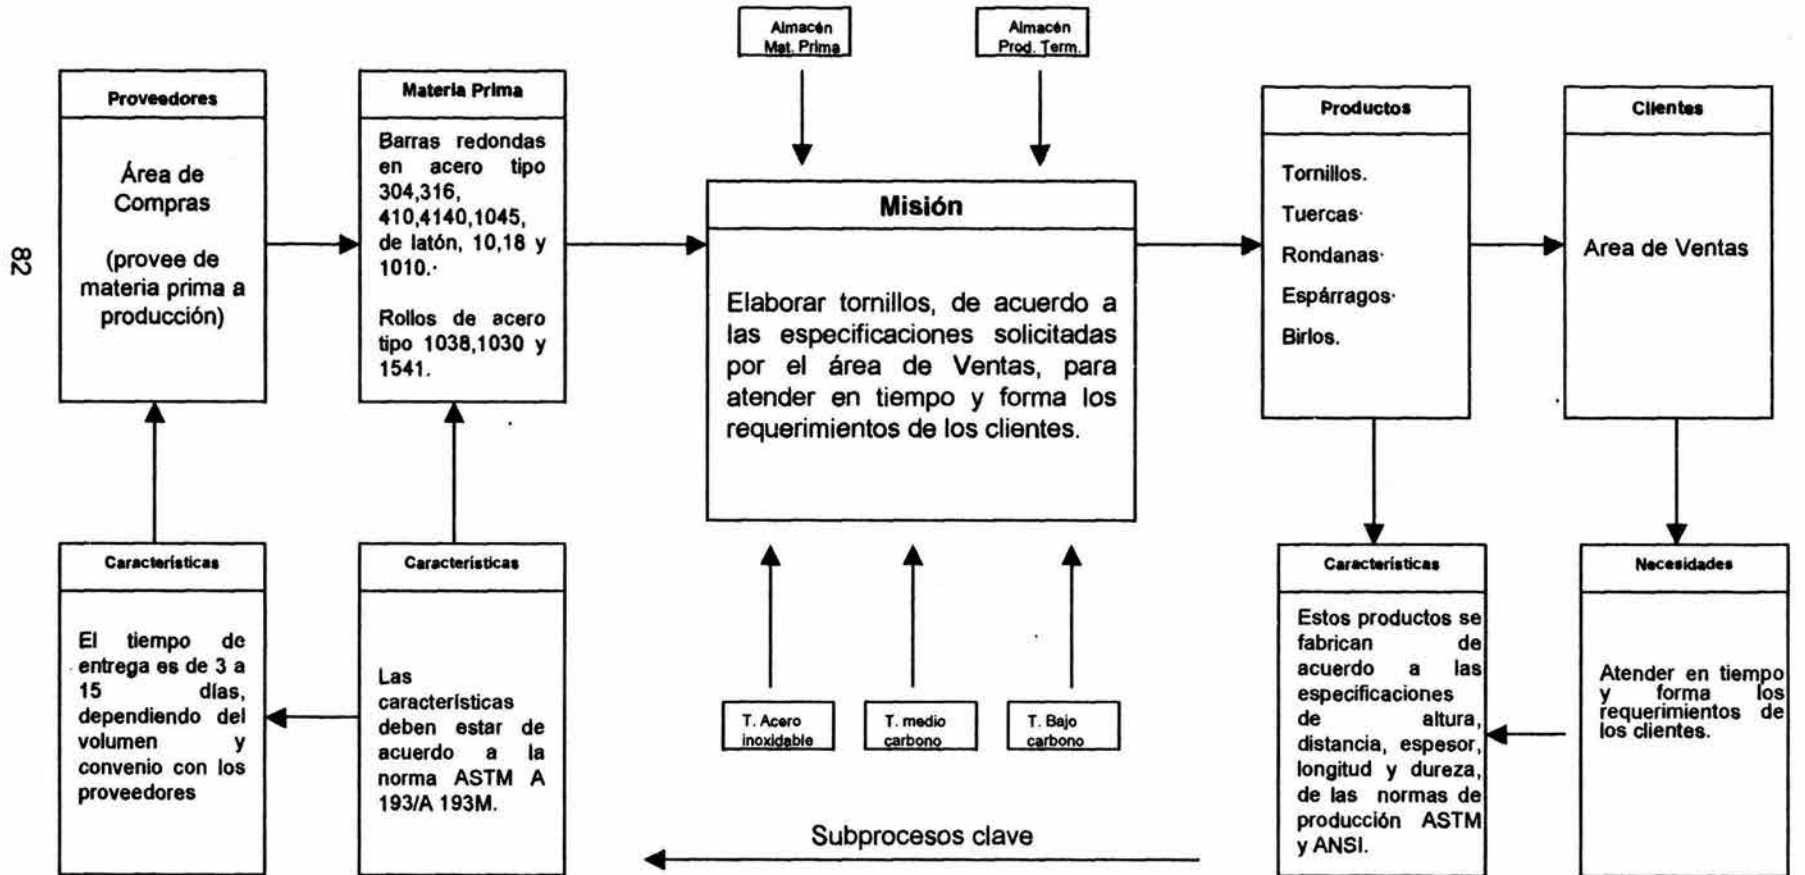 Almacén
Mat. Prima
Almacén
Prod. Term.
Proveedores
Área de
Compras
(provee de
materia prima a
producción)
Materia Prima
Barras redondas
en acero tipo
304,316,
410,4140,1045,
de latón, 10,18 y
1010.
Rollos de acero
tipo 1038,1030 y
1541.
Misión
Elaborar tornillos, de acuerdo a
las especificaciones solicitadas
por el área de Ventas, para
atender en tiempo y forma los
requerimientos de los clientes.
Productos
Tornillos.
Tuercas.
Rondanas.
Espárragos.
Birlos.
Clientes
Area de Ventas
82
Características
El tiempo de
entrega es de 3 a
15 días,
dependiendo del
volumen y
convenio con los
proveedores
Características
Las
características
deben estar de
acuerdo a la
norma ASTM A
193/A 193M.
T. Acero
inoxidable
T. medio
carbono
T. Bajo
carbono
Características
Estos productos se
fabrican de
acuerdo a las
especificaciones
de altura,
distancia, espesor,
longitud y dureza,
de las normas de
producción ASTM
y ANSI.
Necesidades
Atender en tiempo
y forma los
requerimientos de
los clientes.
Subprocesos clave